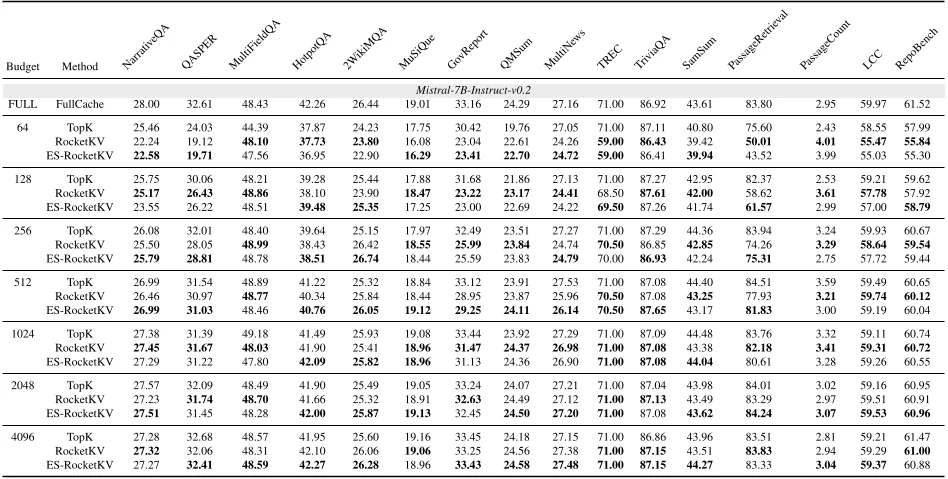 Budget Method NarrativeQA QASPER MultiFieldQA HotpotQA 2WikiMQA MuSiQue GovReport QMSum MultiNews TREC TriviaQA SamSum PassageRetrieval PassageCount LCC RepoBench
Mistral-7B-Instruct-v0.2
FULL FullCache 28.00 32.61 48.43 42.26 26.44 19.01 33.16 24.29 27.16 71.00 86.92 43.61 83.80 2.95 59.97 61.52
64 TopK 25.46 24.03 44.39 37.87 24.23 17.75 30.42 19.76 27.05 71.00 87.11 40.80 75.60 2.43 58.55 57.99
RocketKV 22.24 19.12 48.10 37.73 23.80 16.08 23.04 22.61 24.26 59.00 86.43 39.42 50.01 4.01 55.47 55.84
ES-RocketKV 22.58 19.71 47.56 36.95 22.90 16.29 23.41 22.70 24.72 59.00 86.41 39.94 43.52 3.99 55.03 55.30
128 TopK 25.75 30.06 48.21 39.28 25.44 17.88 31.68 21.86 27.13 71.00 87.27 42.95 82.37 2.53 59.21 59.62
RocketKV 25.17 26.43 48.86 38.10 23.90 18.47 23.22 23.17 24.41 68.50 87.61 42.00 58.62 3.61 57.78 57.92
ES-RocketKV 23.55 26.22 48.51 39.48 25.35 17.25 23.00 22.69 24.22 69.50 87.26 41.74 61.57 2.99 57.00 58.79
256 TopK 26.08 32.01 48.40 39.64 25.15 17.97 32.49 23.51 27.27 71.00 87.29 44.36 83.94 3.24 59.93 60.67
RocketKV 25.50 28.05 48.99 38.43 26.42 18.55 25.99 23.84 24.74 70.50 86.85 42.85 74.26 3.29 58.64 59.54
ES-RocketKV 25.79 28.81 48.78 38.51 26.74 18.44 25.59 23.83 24.79 70.00 86.93 42.24 75.31 2.75 57.72 59.44
512 TopK 26.99 31.54 48.89 41.22 25.32 18.84 33.12 23.91 27.53 71.00 87.08 44.40 84.51 3.59 59.49 60.65
RocketKV 26.46 30.97 48.77 40.34 25.84 18.44 28.95 23.87 25.96 70.50 87.08 43.25 77.93 3.21 59.74 60.12
ES-RocketKV 26.99 31.03 48.46 40.76 26.05 19.12 29.25 24.11 26.14 70.50 87.65 43.17 81.83 3.00 59.19 60.04
1024 TopK 27.38 31.39 49.18 41.49 25.93 19.08 33.44 23.92 27.29 71.00 87.09 44.48 83.76 3.32 59.11 60.74
RocketKV 27.45 31.67 48.03 41.90 25.41 18.96 31.47 24.37 26.98 71.00 87.08 43.38 82.18 3.41 59.31 60.72
ES-RocketKV 27.29 31.22 47.80 42.09 25.82 18.96 31.13 24.36 26.90 71.00 87.08 44.04 80.61 3.28 59.26 60.55
2048 TopK 27.57 32.09 48.49 41.90 25.49 19.05 33.24 24.07 27.21 71.00 87.04 43.98 84.01 3.02 59.16 60.95
RocketKV 27.23 31.74 48.70 41.66 25.32 18.91 32.63 24.49 27.12 71.00 87.13 43.49 83.29 2.97 59.51 60.91
ES-RocketKV 27.51 31.45 48.28 42.00 25.87 19.13 32.45 24.50 27.20 71.00 87.08 43.62 84.24 3.07 59.53 60.96
4096 TopK 27.28 32.68 48.57 41.95 25.60 19.16 33.45 24.18 27.15 71.00 86.86 43.96 83.51 2.81 59.21 61.47
RocketKV 27.32 32.06 48.31 42.10 26.06 19.06 33.25 24.56 27.38 71.00 87.15 43.51 83.83 2.94 59.29 61.00
ES-RocketKV 27.27 32.41 48.59 42.27 26.28 18.96 33.43 24.58 27.48 71.00 87.15 44.27 83.33 3.04 59.37 60.88